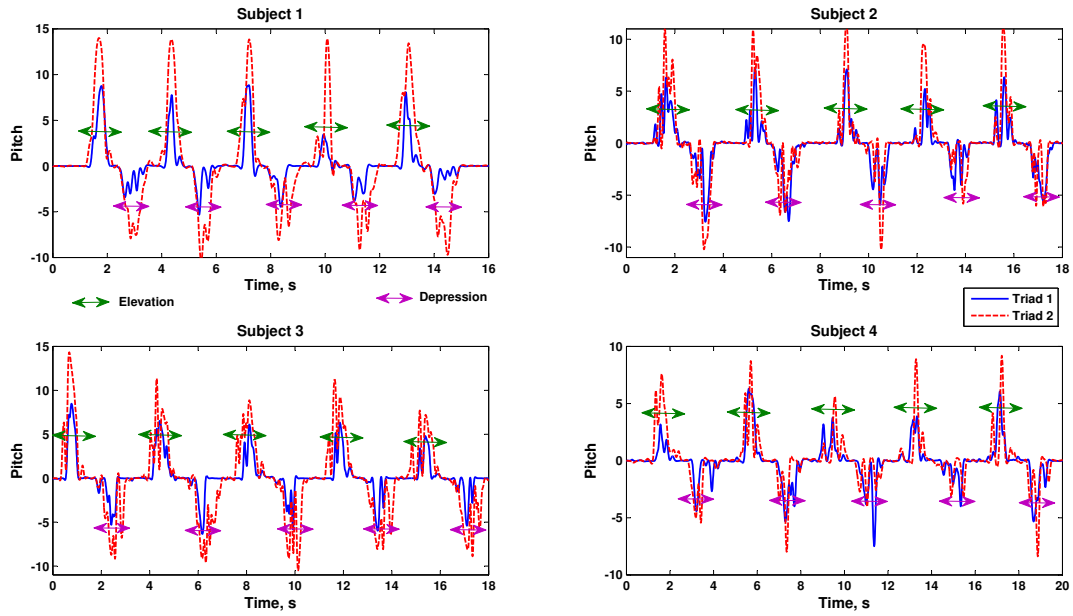 Subject 1
Pitch
15
10
5
0
-5
-10
0 2 4 6 8 10 12 14 16
Time, s
Subject 2
Pitch
10
5
0
-5
-10
0 2 4 6 8 10 12 14 16 18
Time, s
Elevation
Depression
Triad 1
Triad 2
Subject 3
Pitch
15
10
5
0
-5
-10
0 2 4 6 8 10 12 14 16 18
Time, s
Subject 4
Pitch
10
5
0
-5
-10
0 2 4 6 8 10 12 14 16 18 20
Time, s